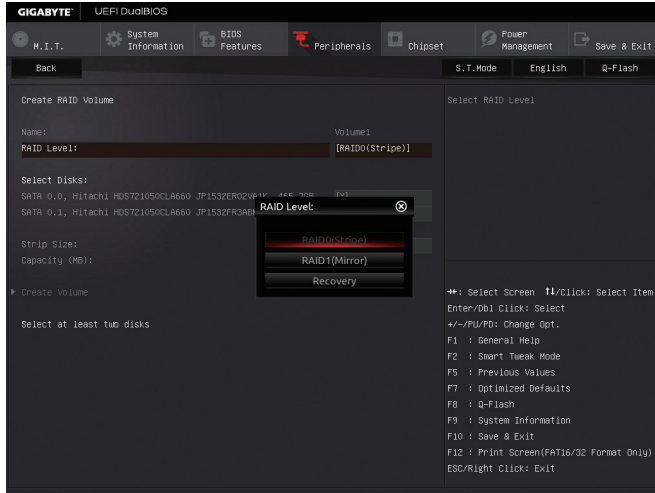 GIGABYTE™ UEFI DualBIOS
M.I.T.
System Information
BIOS Features
Peripherals
Chipset
Power Management
Save & Exit
Back
S.T.Mode English Q-Flash
Create RAID Volume
Select RAID Level
Name: Volume1
RAID Level: [RAID0(Stripe)]
Select Disks:
SATA 0.0, Hitachi HDS721050CLA660
SATA 0.1, Hitachi HDS721050CLA660
RAID Level:
RAID0(Stripe)
RAID1(Mirror)
Recovery
Strip Size:
Capacity (MB):
Create Volume
Select at least two disks
→←: Select Screen ↑↓/Click: Select Item
Enter/Dbl Click: Select
+/-/PU/PD: Change Opt.
F1 : General Help
F2 : Smart Tweak Mode
F5 : Previous Values
F7 : Optimized Defaults
F8 : Q-Flash
F9 : System Information
F10 : Save & Exit
F12 : Print Screen(FAT16/32 Format Only)
ESC/Right Click: Exit